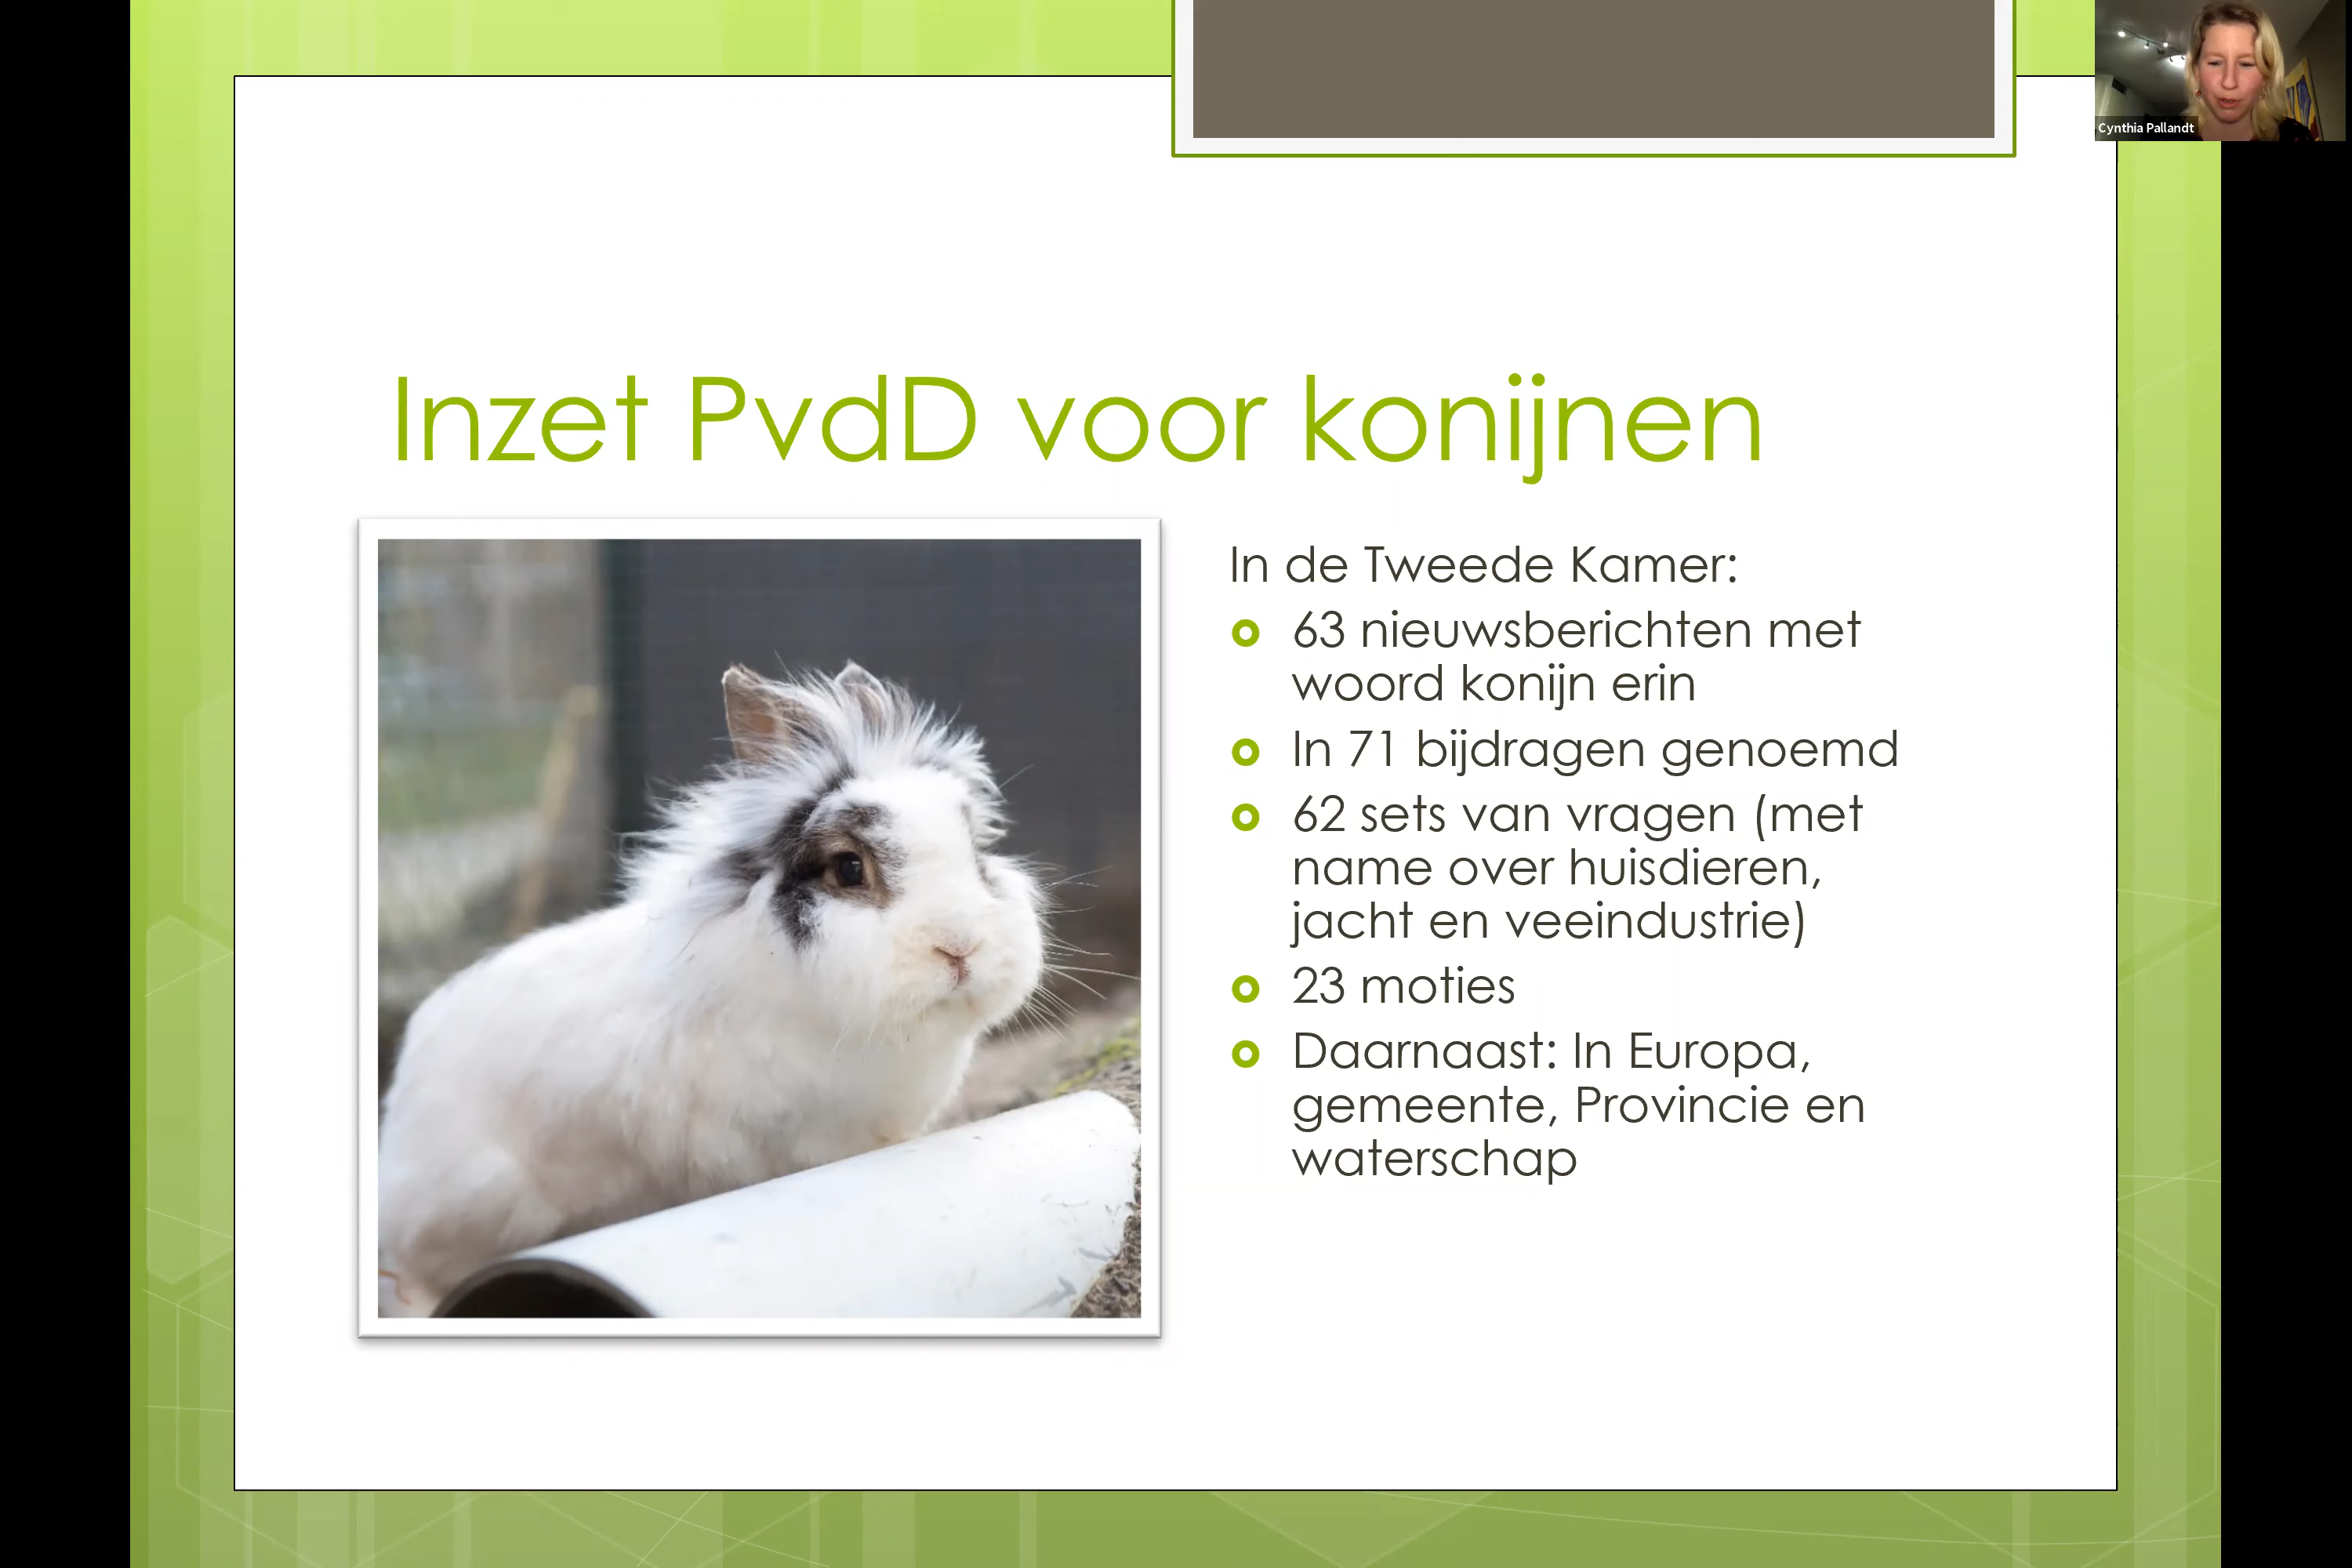 Cynthia Pallandt
Inzet PvdD voor konijnen
In de Tweede Kamer:
63 nieuwsberichten met
woord konijn erin
In 71 bijdragen genoemd
62 sets van vragen (met
name over huisdieren,
jacht en veeindustrie)
23 moties
Daarnaast: In Europa,
gemeente, Provincie en
waterschap